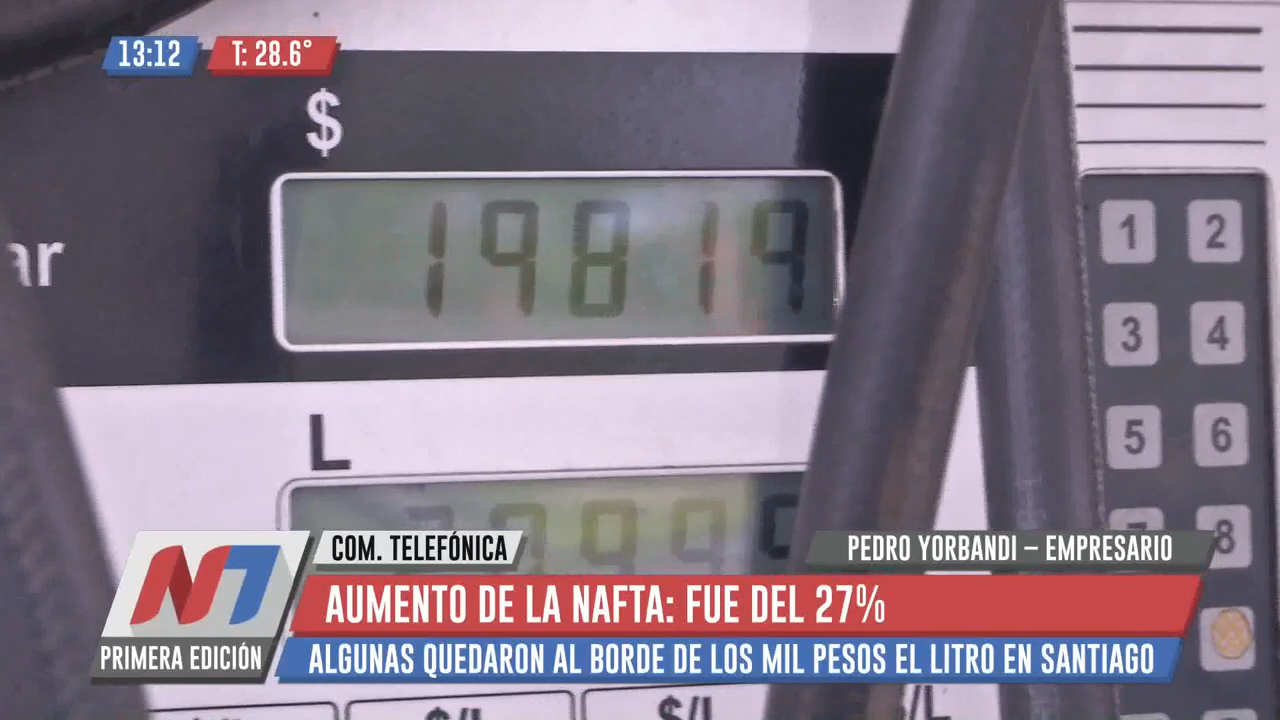 13:12 T: 28.6°
$
19819
ar
1 2
3 4
L
5 6
8
N7
COM. TELEFÓNICA
PEDRO YORBANDI – EMPRESARIO
AUMENTO DE LA NAFTA: FUE DEL 27%
PRIMERA EDICIÓN
ALGUNAS QUEDARON AL BORDE DE LOS MIL PESOS EL LITRO EN SANTIAGO
$/L $/L /L